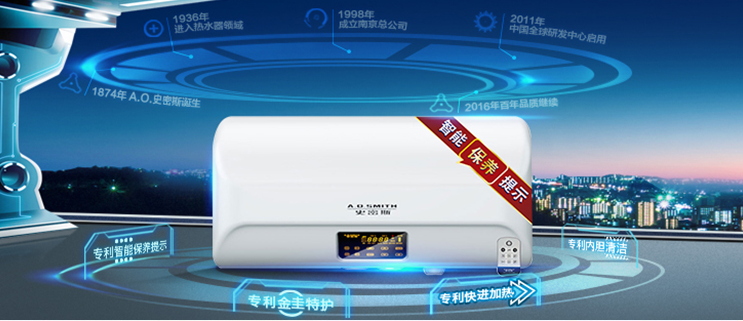 1936年
进入热水器领域
1998年
成立南京总公司
2011年
中国全球研发中心启用
1874年 A.O.史密斯诞生
2016年百年品质继续
智能
保养
提示
A.O.SMITH
专利智能保养提示
专利内胆清洁
专利金圭特护
专利快进加热